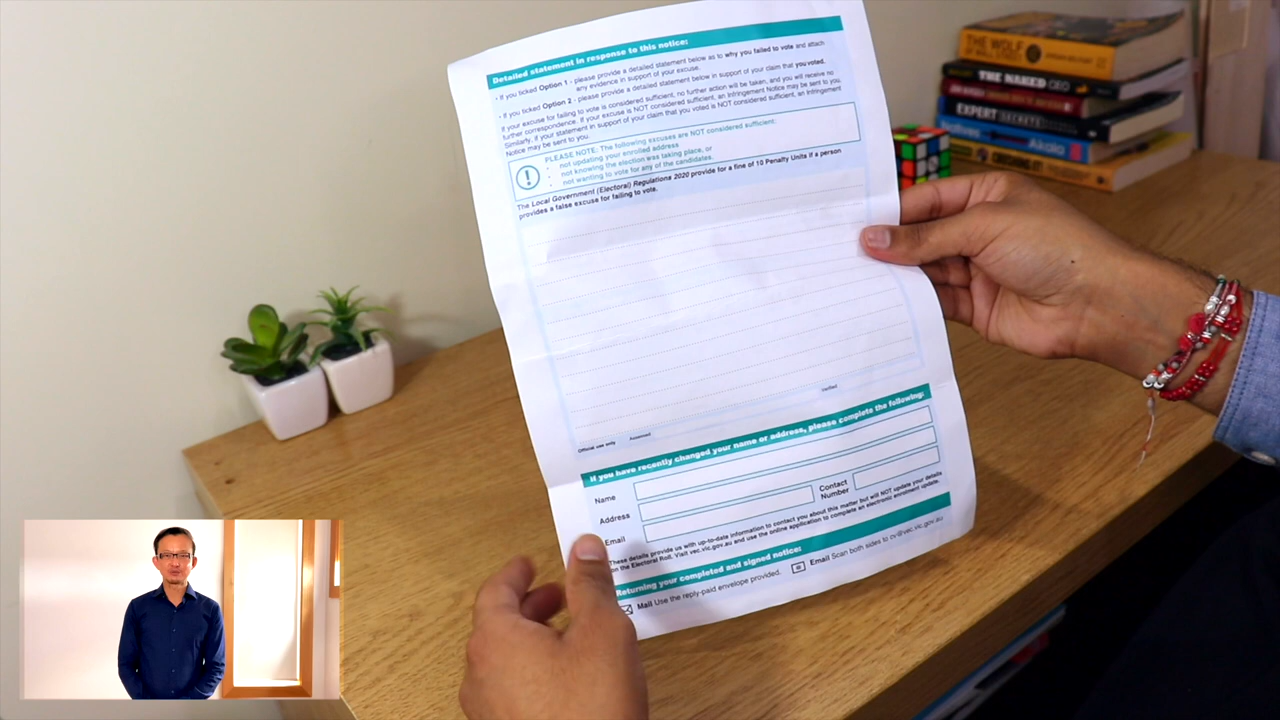 Detailed statement in response to this notice:
• If you ticked Option 1 - please provide a detailed statement below as to why you failed to vote and attach
any evidence in support of your excuse.
• If you ticked Option 2 - please provide a detailed statement below in support of your claim that you voted.
If your excuse for failing to vote is considered sufficient, no further action will be taken, and you will receive no
further correspondence. If your excuse is NOT considered sufficient, an Infringement Notice may be sent to you.
Similarly, if your statement in support of your claim that you voted is NOT considered sufficient, an Infringement
Notice may be sent to you.
PLEASE NOTE: The following excuses are NOT considered sufficient:
• not updating your enrolled address
• not knowing the election was taking place, or
• not wanting to vote for any of the candidates.
The Local Government (Electoral) Regulations 2020 provide for a fine of 10 Penalty Units if a person
provides a false excuse for failing to vote.
Official use only Assessed Verified
If you have recently changed your name or address, please complete the following:
Name
Address
Email
Contact
Number
These details provide us with up-to-date information to contact you about this matter but will NOT update your details
on the Electoral Roll. Visit vec.vic.gov.au and use the online application to complete an electronic enrolment update.
Returning your completed and signed notice:
Mail Use the reply-paid envelope provided.
Email Scan both sides to cv@vec.vic.gov.au
THE WOLF
THE NAKED CEO
EXPERT SECRETS